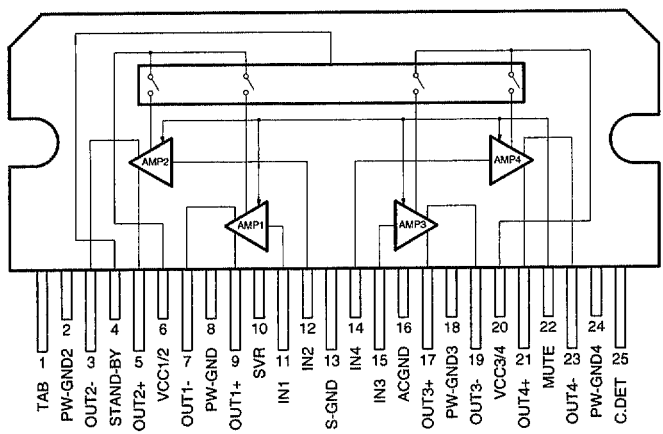 AMP2
AMP4
AMP1
AMP3
1 TAB
2 PW-GND2
3 OUT2-
4 STAND-BY
5 OUT2+
6 VCC1/2
7 OUT1-
8 PW-GND
9 OUT1+
10 SVR
11 IN1
12 IN2
13 S-GND
14 IN4
15 IN3
16 ACGND
17 OUT3+
18 PW-GND3
19 OUT3-
20 VCC3/4
21 OUT4+
22 MUTE
23 OUT4-
24 PW-GND4
25 C.DET